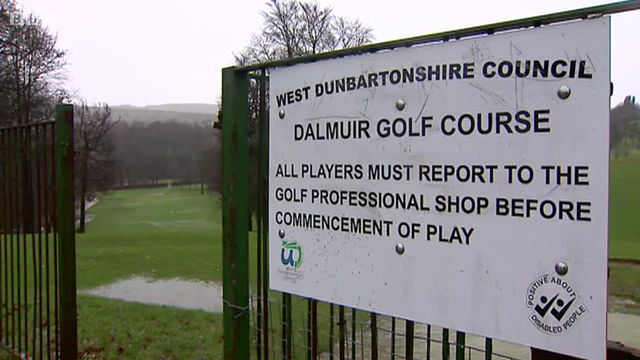 WEST DUNBARTONSHIRE COUNCIL
DALMUIR GOLF COURSE
ALL PLAYERS MUST REPORT TO THE
GOLF PROFESSIONAL SHOP BEFORE
COMMENCEMENT OF PLAY
POSITIVE ABOUT
DISABLED PEOPLE